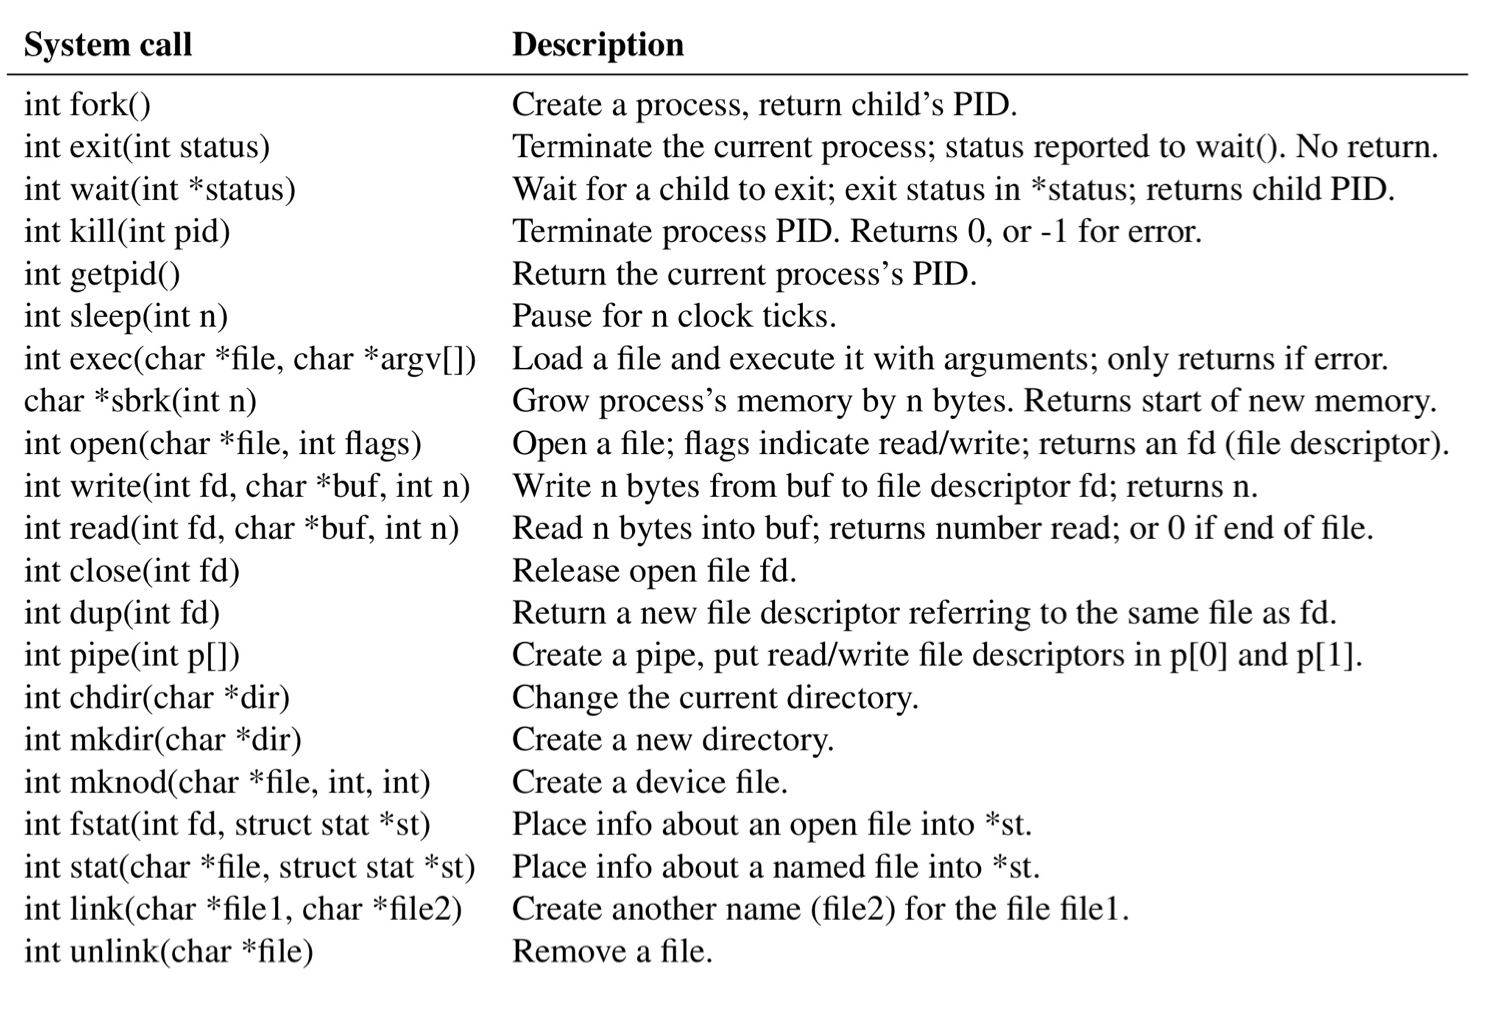 System call Description
int fork() Create a process, return child’s PID.
int exit(int status) Terminate the current process; status reported to wait(). No return.
int wait(int *status) Wait for a child to exit; exit status in *status; returns child PID.
int kill(int pid) Terminate process PID. Returns 0, or -1 for error.
int getpid() Return the current process’s PID.
int sleep(int n) Pause for n clock ticks.
int exec(char *file, char *argv[]) Load a file and execute it with arguments; only returns if error.
char *sbrk(int n) Grow process’s memory by n bytes. Returns start of new memory.
int open(char *file, int flags) Open a file; flags indicate read/write; returns an fd (file descriptor).
int write(int fd, char *buf, int n) Write n bytes from buf to file descriptor fd; returns n.
int read(int fd, char *buf, int n) Read n bytes into buf; returns number read; or 0 if end of file.
int close(int fd) Release open file fd.
int dup(int fd) Return a new file descriptor referring to the same file as fd.
int pipe(int p[]) Create a pipe, put read/write file descriptors in p[0] and p[1].
int chdir(char *dir) Change the current directory.
int mkdir(char *dir) Create a new directory.
int mknod(char *file, int, int) Create a device file.
int fstat(int fd, struct stat *st) Place info about an open file into *st.
int stat(char *file, struct stat *st) Place info about a named file into *st.
int link(char *file1, char *file2) Create another name (file2) for the file file1.
int unlink(char *file) Remove a file.